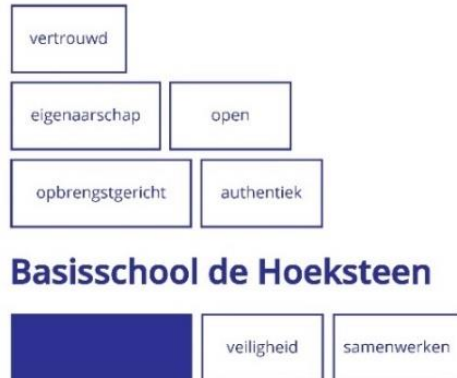 vertrouwd
eigenaarschap open
opbrengstgericht authentiek
Basisschool de Hoeksteen
veiligheid samenwerken